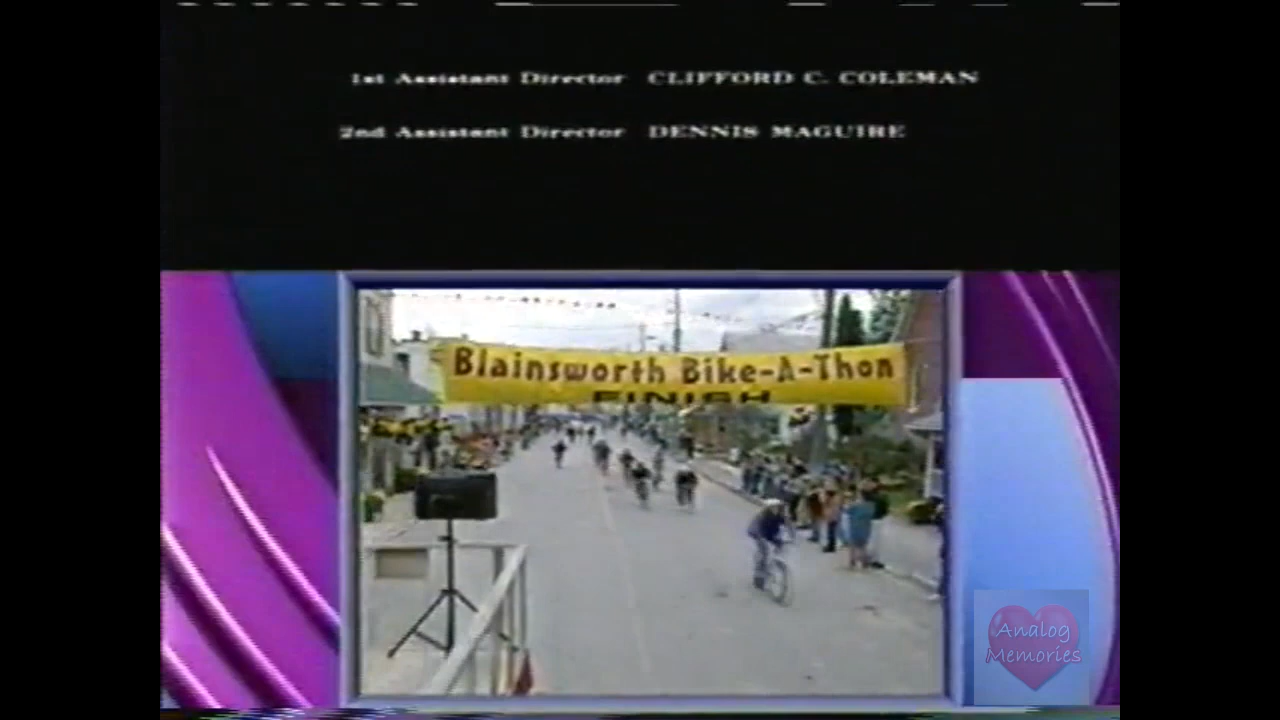 1st Assistant Director CLIFFORD C. COLEMAN
2nd Assistant Director DENNIS MAGUIRE
Blainsworth Bike-A-Thon
FINISH
Analog
Memories